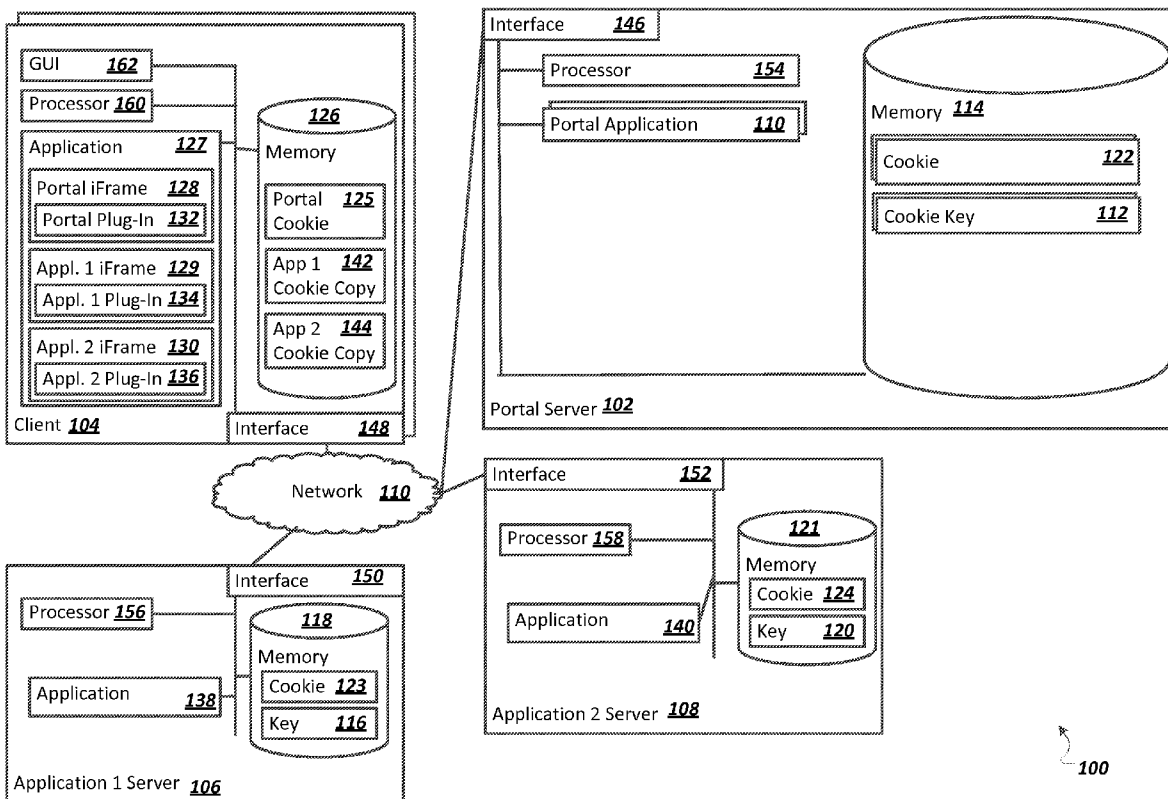 GUI 162
Processor 160
Application 127
Portal iFrame 128
Portal Plug-In 132
Appl. 1 iFrame 129
Appl. 1 Plug-In 134
Appl. 2 iFrame 130
Appl. 2 Plug-In 136
126
Memory
Portal 125
Cookie
App 1 142
Cookie Copy
App 2 144
Cookie Copy
Client 104
Interface 148
Interface 146
Processor 154
Portal Application 110
Memory 114
Cookie 122
Cookie Key 112
Portal Server 102
Network 110
Interface 152
Processor 158
Application 140
121
Memory
Cookie 124
Key 120
Application 2 Server 108
Interface 150
Processor 156
Application 138
118
Memory
Cookie 123
Key 116
Application 1 Server 106
100